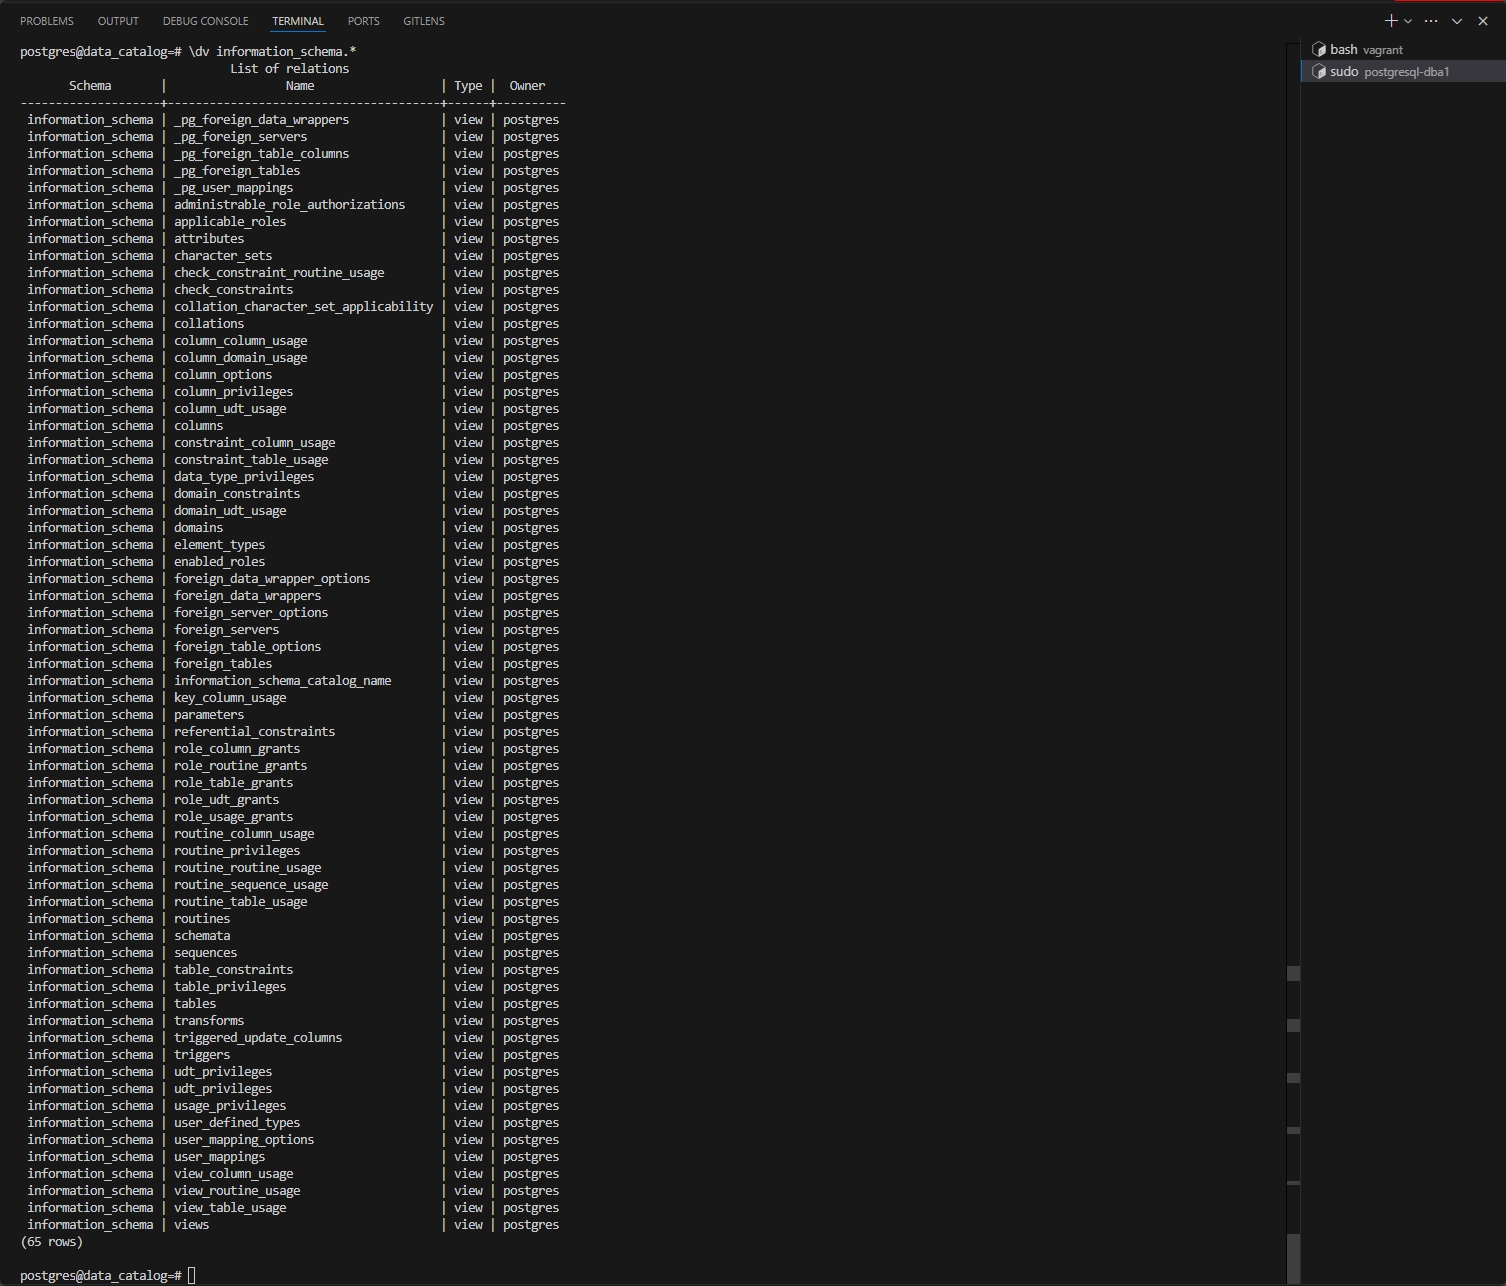 PROBLEMS OUTPUT DEBUG CONSOLE TERMINAL PORTS GITLENS
bash vagrant
sudo postgresql-dba1
postgres@data_catalog=# \dv information_schema.*
List of relations
Schema | Name | Type | Owner
--------------------+---------------------------------------+------+----------
information_schema | _pg_foreign_data_wrappers | view | postgres
information_schema | _pg_foreign_servers | view | postgres
information_schema | _pg_foreign_table_columns | view | postgres
information_schema | _pg_foreign_tables | view | postgres
information_schema | _pg_user_mappings | view | postgres
information_schema | administrable_role_authorizations | view | postgres
information_schema | applicable_roles | view | postgres
information_schema | attributes | view | postgres
information_schema | character_sets | view | postgres
information_schema | check_constraint_routine_usage | view | postgres
information_schema | check_constraints | view | postgres
information_schema | collation_character_set_applicability | view | postgres
information_schema | collations | view | postgres
information_schema | column_column_usage | view | postgres
information_schema | column_domain_usage | view | postgres
information_schema | column_options | view | postgres
information_schema | column_privileges | view | postgres
information_schema | column_udt_usage | view | postgres
information_schema | columns | view | postgres
information_schema | constraint_column_usage | view | postgres
information_schema | constraint_table_usage | view | postgres
information_schema | data_type_privileges | view | postgres
information_schema | domain_constraints | view | postgres
information_schema | domain_udt_usage | view | postgres
information_schema | domains | view | postgres
information_schema | element_types | view | postgres
information_schema | enabled_roles | view | postgres
information_schema | foreign_data_wrapper_options | view | postgres
information_schema | foreign_data_wrappers | view | postgres
information_schema | foreign_server_options | view | postgres
information_schema | foreign_servers | view | postgres
information_schema | foreign_table_options | view | postgres
information_schema | foreign_tables | view | postgres
information_schema | information_schema_catalog_name | view | postgres
information_schema | key_column_usage | view | postgres
information_schema | parameters | view | postgres
information_schema | referential_constraints | view | postgres
information_schema | role_column_grants | view | postgres
information_schema | role_routine_grants | view | postgres
information_schema | role_table_grants | view | postgres
information_schema | role_udt_grants | view | postgres
information_schema | role_usage_grants | view | postgres
information_schema | routine_column_usage | view | postgres
information_schema | routine_privileges | view | postgres
information_schema | routine_routine_usage | view | postgres
information_schema | routine_sequence_usage | view | postgres
information_schema | routine_table_usage | view | postgres
information_schema | routines | view | postgres
information_schema | schemata | view | postgres
information_schema | sequences | view | postgres
information_schema | table_constraints | view | postgres
information_schema | table_privileges | view | postgres
information_schema | tables | view | postgres
information_schema | transforms | view | postgres
information_schema | triggered_update_columns | view | postgres
information_schema | triggers | view | postgres
information_schema | udt_privileges | view | postgres
information_schema | udt_privileges | view | postgres
information_schema | usage_privileges | view | postgres
information_schema | user_defined_types | view | postgres
information_schema | user_mapping_options | view | postgres
information_schema | user_mappings | view | postgres
information_schema | view_column_usage | view | postgres
information_schema | view_routine_usage | view | postgres
information_schema | view_table_usage | view | postgres
information_schema | views | view | postgres
(65 rows)
postgres@data_catalog=#